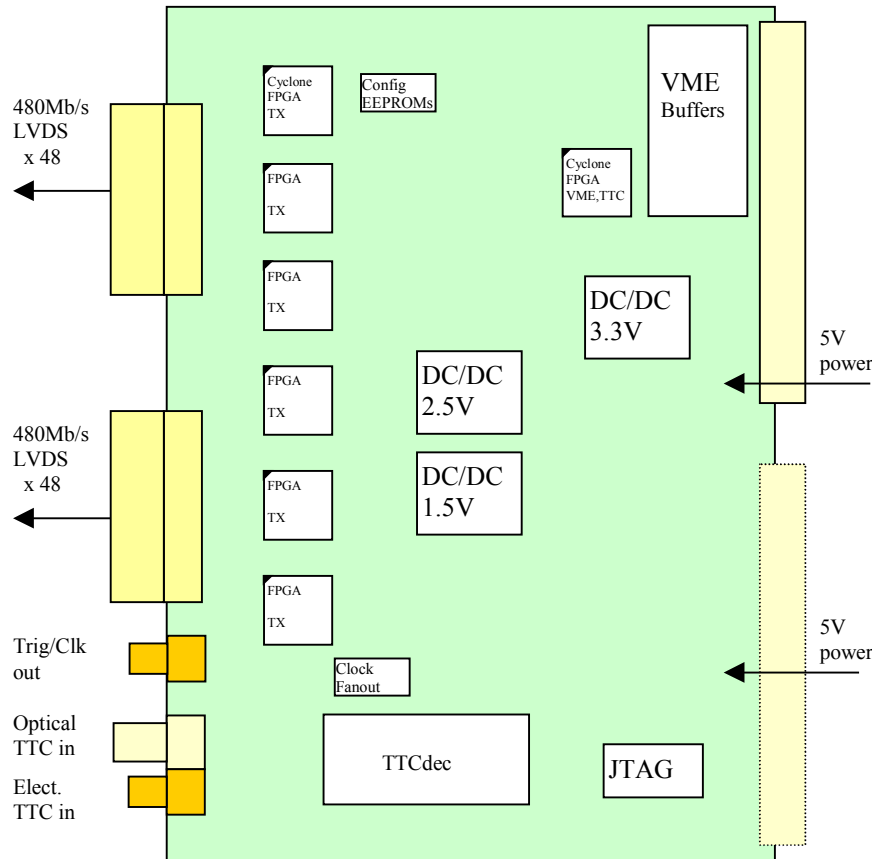 480Mb/s
LVDS
x 48
Cyclone
FPGA
TX
Config
EEPROMs
VME
Buffers
FPGA
TX
Cyclone
FPGA
VME,TTC
FPGA
TX
DC/DC
3.3V
5V
power
FPGA
TX
DC/DC
2.5V
480Mb/s
LVDS
x 48
FPGA
TX
DC/DC
1.5V
FPGA
TX
Trig/Clk
out
Clock
Fanout
5V
power
Optical
TTC in
TTCdec
JTAG
Elect.
TTC in